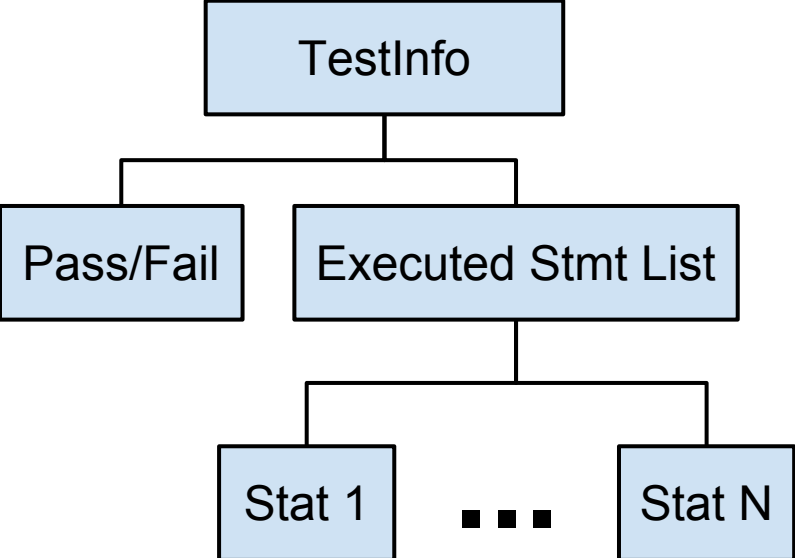 TestInfo
Pass/Fail
Executed Stmt List
Stat 1
...
Stat N